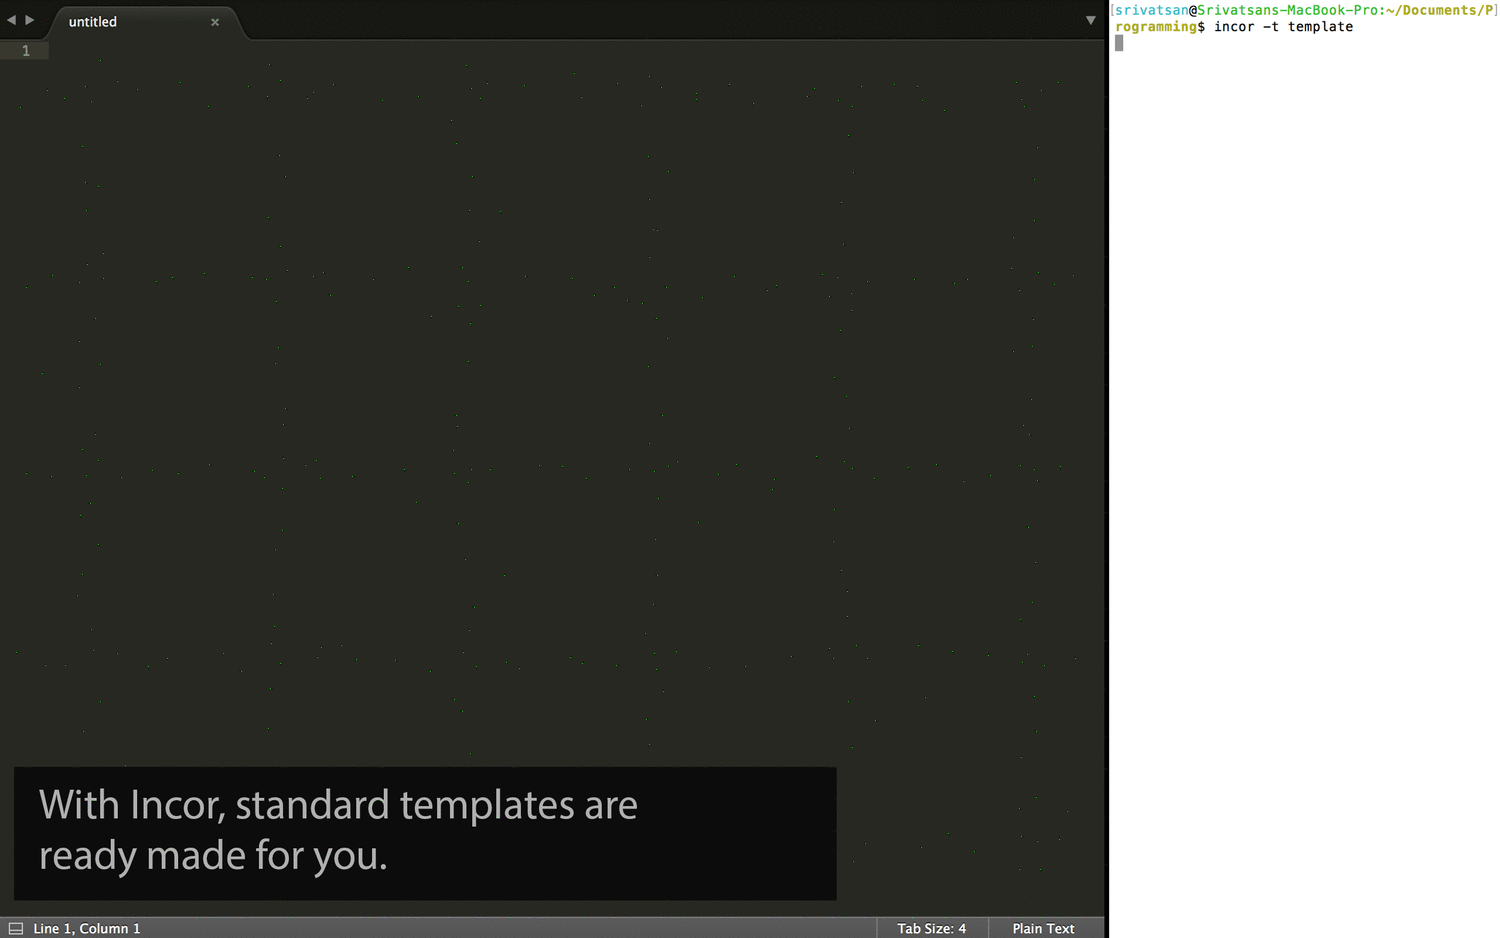 untitled
1
[srivatsan@Srivatsans-MacBook-Pro:~/Documents/P]
rogramming$ incor -t template
With Incor, standard templates are
ready made for you.
Line 1, Column 1
Tab Size: 4
Plain Text